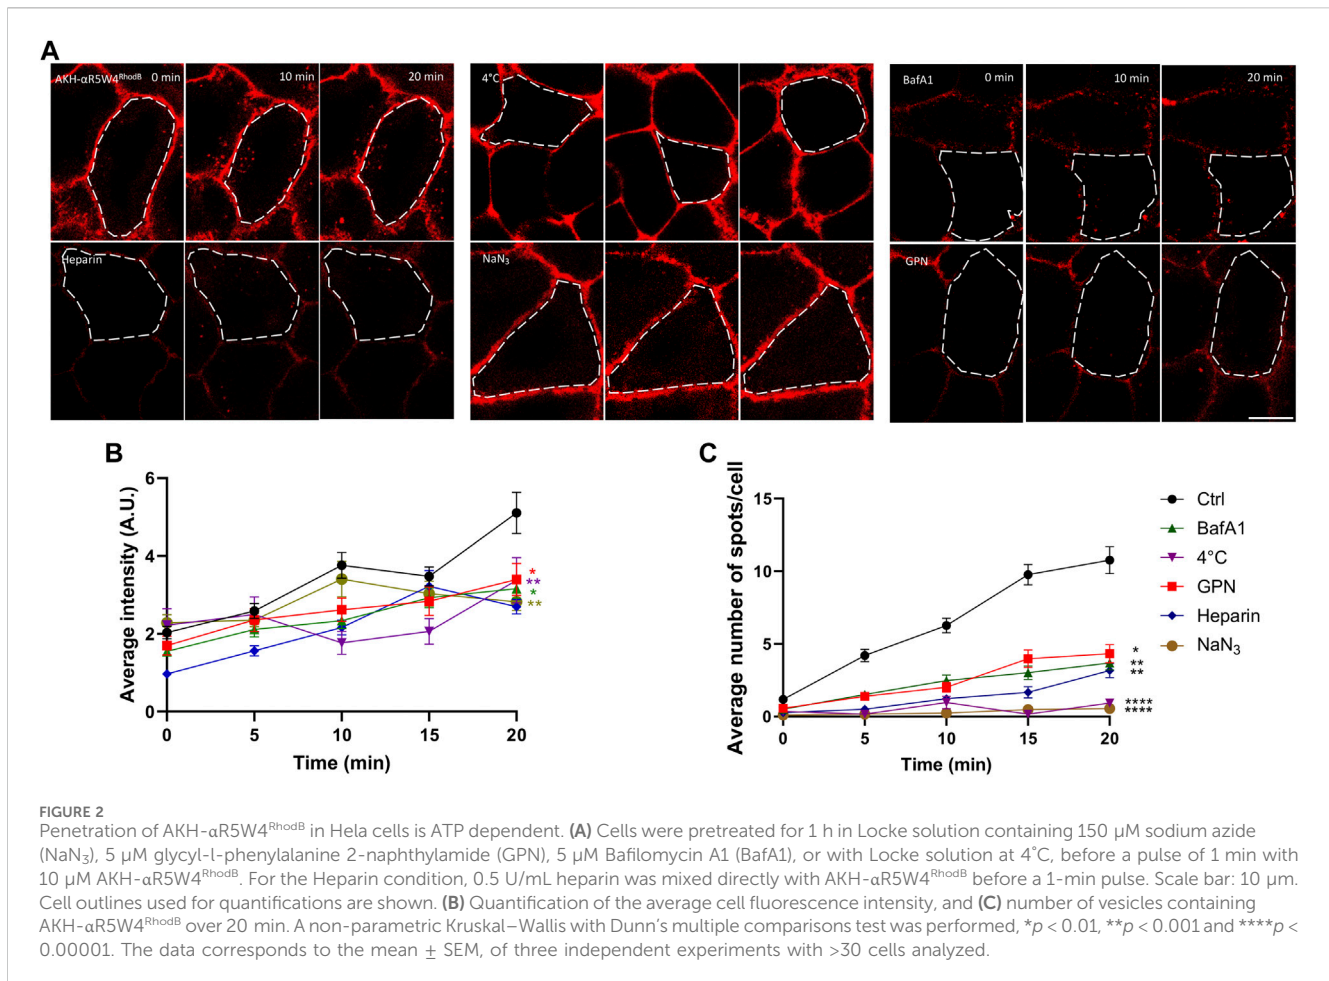 A
AKH-αR5W4RhodB 0 min 10 min 20 min
4°C
BafA1 0 min 10 min 20 min
Heparin
NaN3
GPN
B
Average intensity (A.U.)
6
4
2
0
0 5 10 15 20
Time (min)
*
**
*
**
C
Average number of spots/cell
15
10
5
0
0 5 10 15 20
Time (min)
*
**
**
****
****
Ctrl
BafA1
4°C
GPN
Heparin
NaN3
FIGURE 2
Penetration of AKH-αR5W4RhodB in Hela cells is ATP dependent. (A) Cells were pretreated for 1 h in Locke solution containing 150 μM sodium azide
(NaN3), 5 μM glycyl-l-phenylalanine 2-naphthylamide (GPN), 5 μM Bafilomycin A1 (BafA1), or with Locke solution at 4°C, before a pulse of 1 min with
10 μM AKH-αR5W4RhodB. For the Heparin condition, 0.5 U/mL heparin was mixed directly with AKH-αR5W4RhodB before a 1-min pulse. Scale bar: 10 μm.
Cell outlines used for quantifications are shown. (B) Quantification of the average cell fluorescence intensity, and (C) number of vesicles containing
AKH-αR5W4RhodB over 20 min. A non-parametric Kruskal–Wallis with Dunn's multiple comparisons test was performed, *p < 0.01, **p < 0.001 and ****p <
0.00001. The data corresponds to the mean ± SEM, of three independent experiments with >30 cells analyzed.